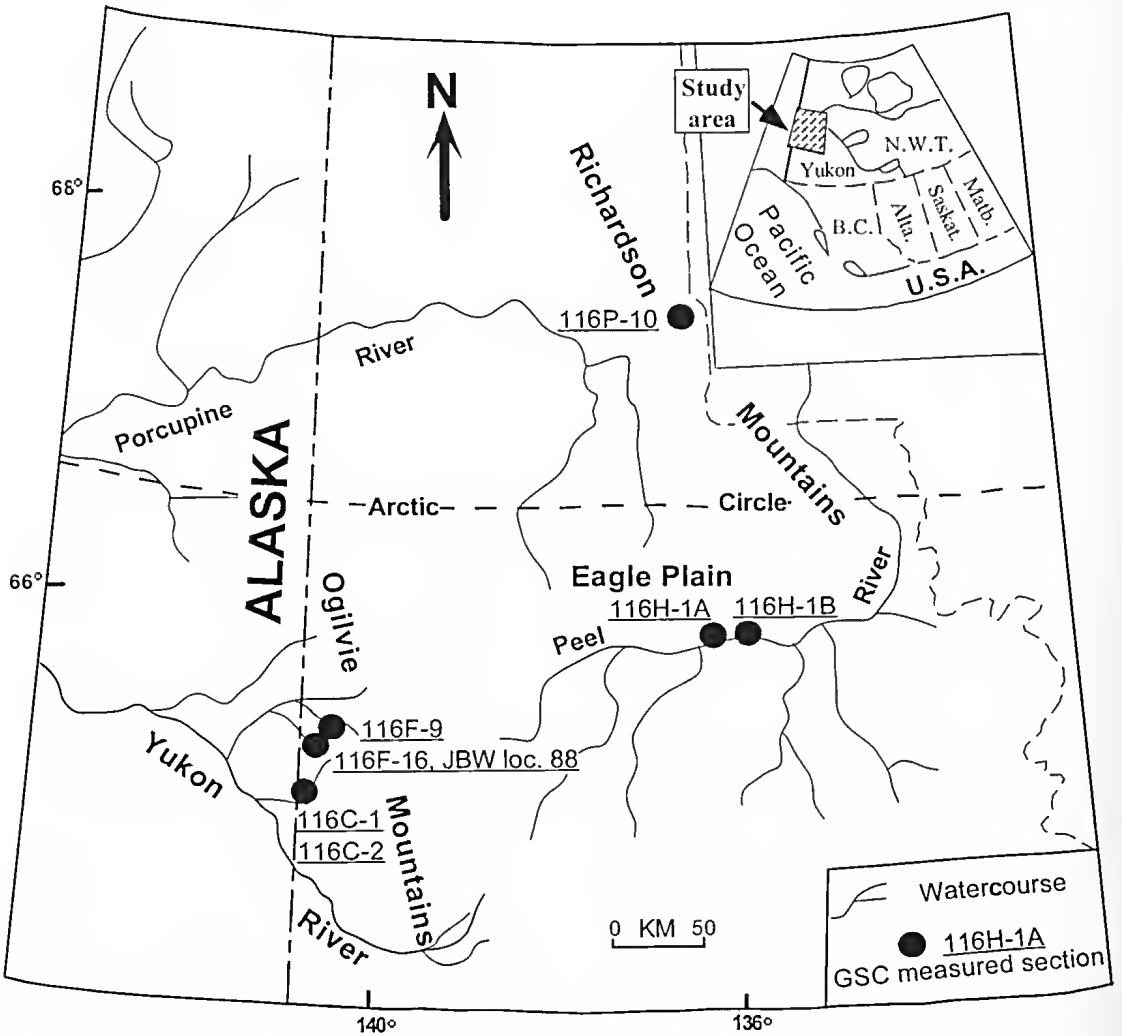 N
Study
area
N.W.T.
Yukon
B.C.
Alta.
Saskat.
Matb.
Pacific
Ocean
U.S.A.
68°
Richardson
116P-10
River
Porcupine
Mountains
ALASKA
Arctic
Circle
66°
Ogilvie
Eagle Plain
116H-1A
116H-1B
River
Peel
116F-9
116F-16, JBW loc. 88
Yukon
116C-1
116C-2
Mountains
River
0 KM 50
Watercourse
116H-1A
GSC measured section
140°
136°